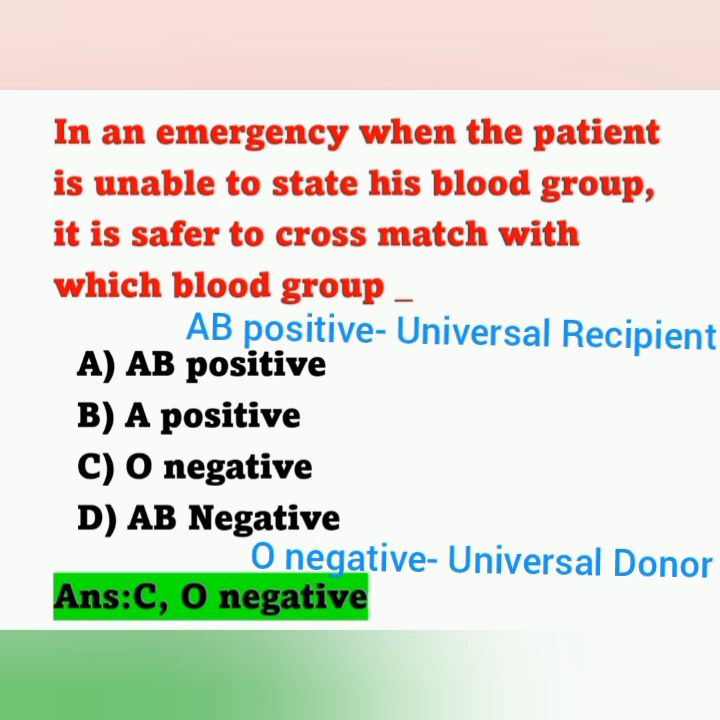 In an emergency when the patient
is unable to state his blood group,
it is safer to cross match with
which blood group _
AB positive- Universal Recipient
A) AB positive
B) A positive
C) O negative
D) AB Negative
O negative- Universal Donor
Ans:C, O negative